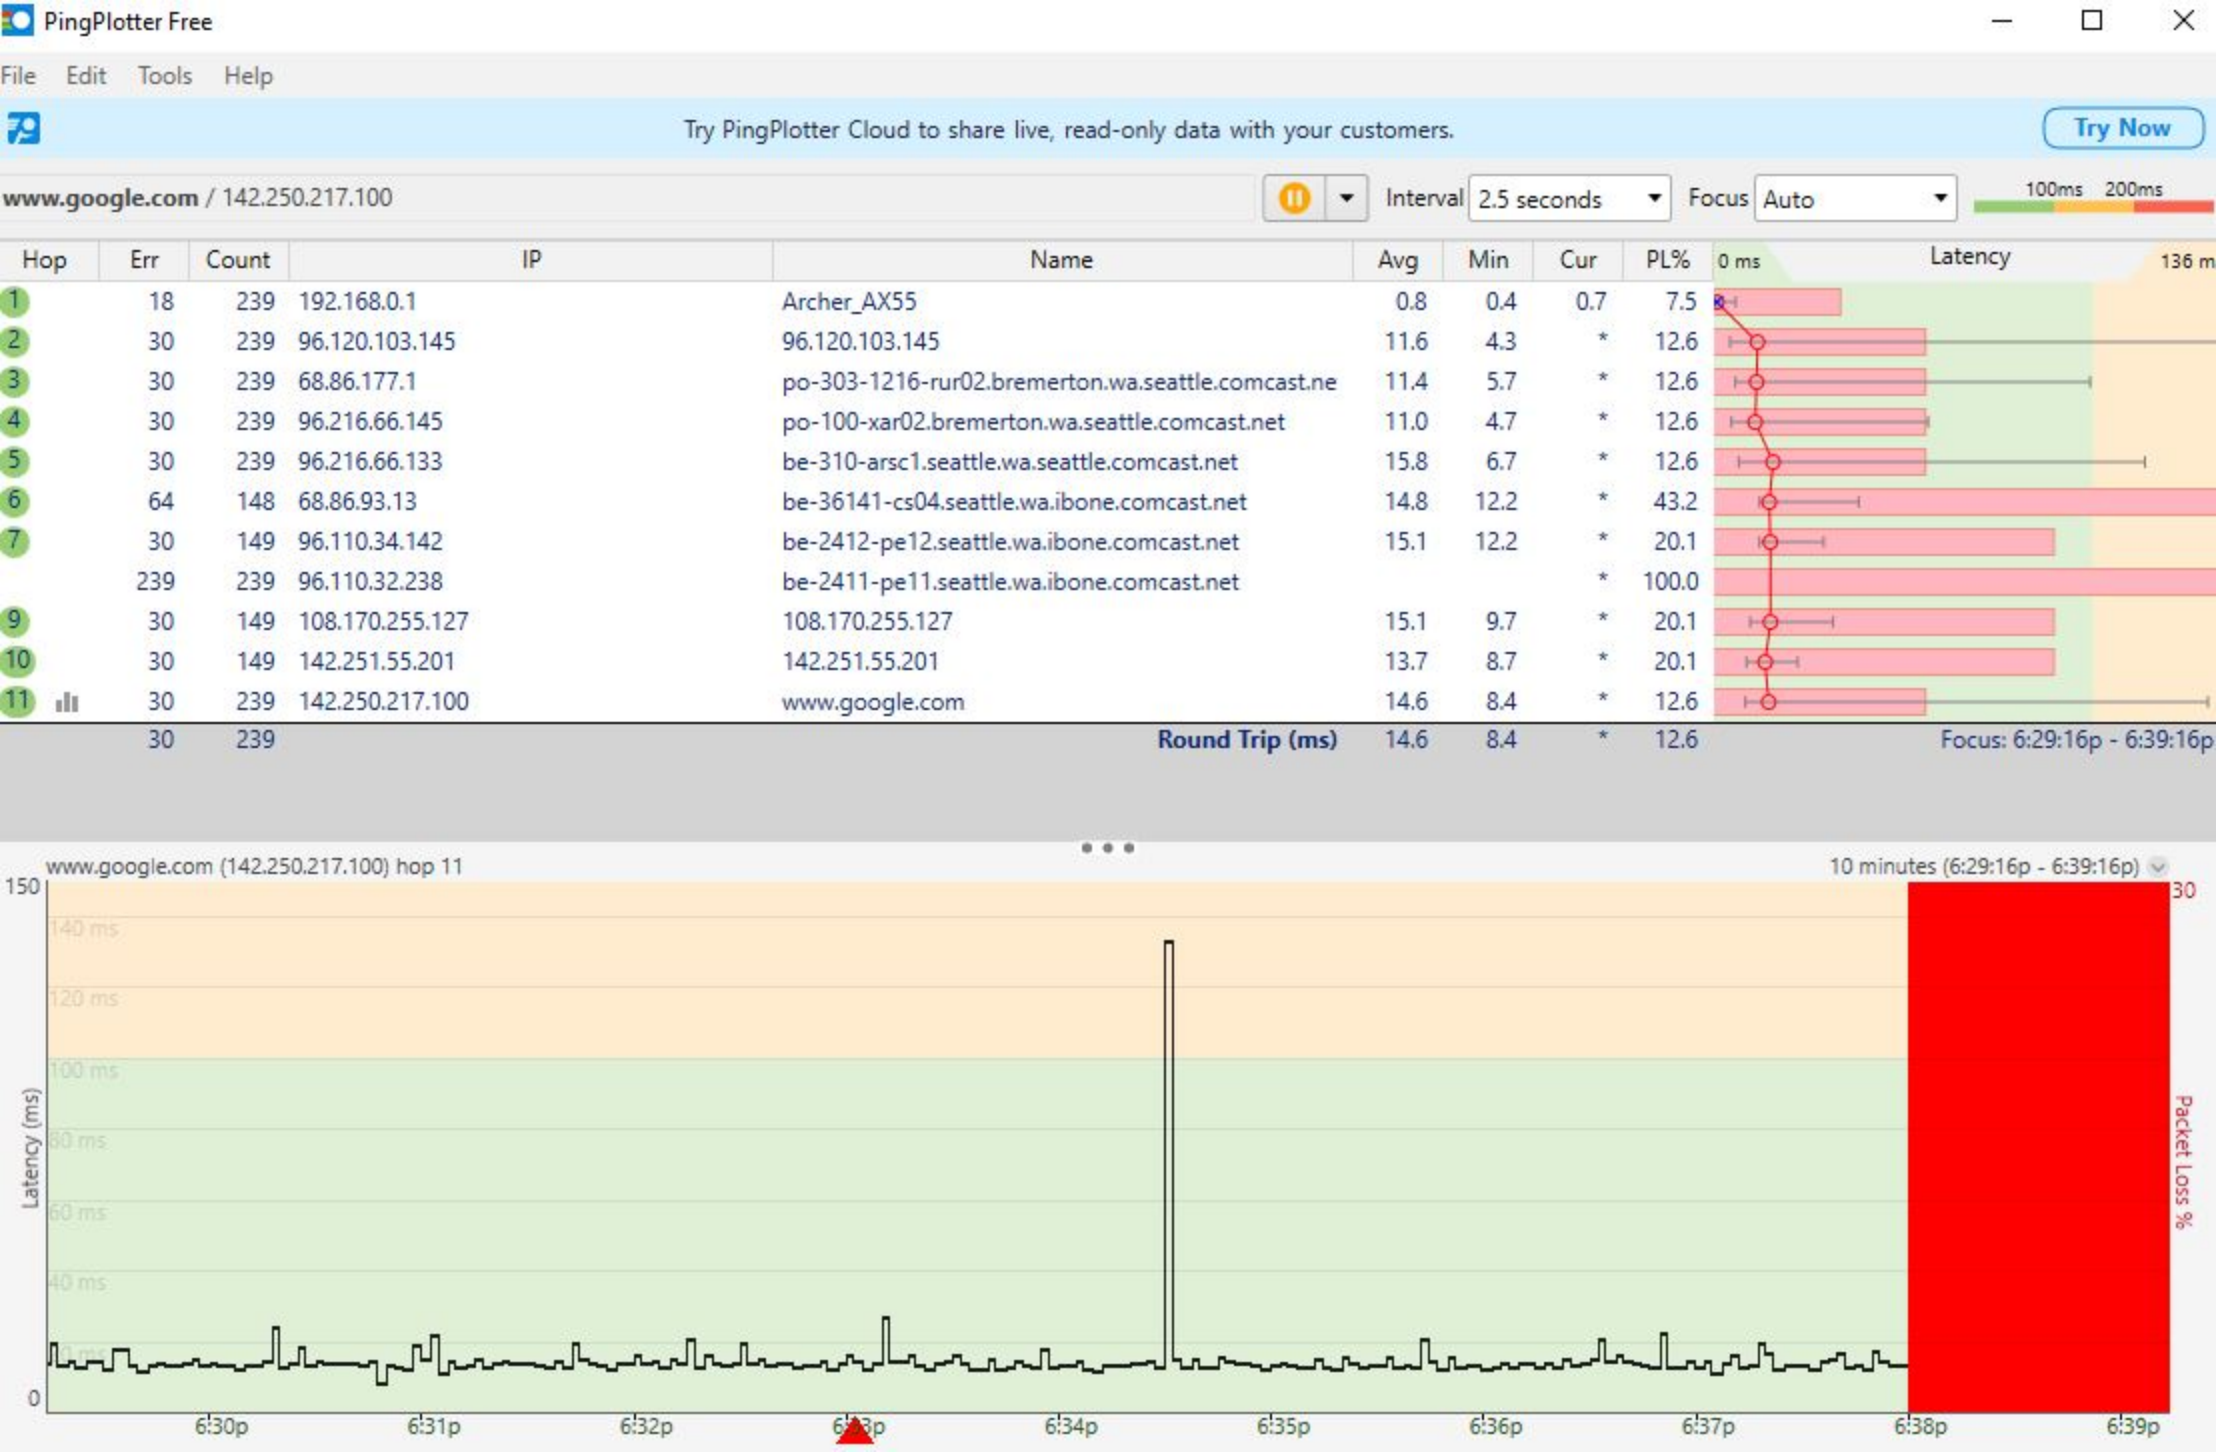 PingPlotter Free
File Edit Tools Help
Try PingPlotter Cloud to share live, read-only data with your customers.
Try Now
www.google.com / 142.250.217.100
Interval 2.5 seconds Focus Auto 100ms 200ms
Hop Err Count IP Name Avg Min Cur PL% 0 ms Latency 136 m
1 18 239 192.168.0.1 Archer_AX55 0.8 0.4 0.7 7.5
2 30 239 96.120.103.145 96.120.103.145 11.6 4.3 * 12.6
3 30 239 68.86.177.1 po-303-1216-rur02.bremerton.wa.seattle.comcast.ne 11.4 5.7 * 12.6
4 30 239 96.216.66.145 po-100-xar02.bremerton.wa.seattle.comcast.net 11.0 4.7 * 12.6
5 30 239 96.216.66.133 be-310-arsc1.seattle.wa.seattle.comcast.net 15.8 6.7 * 12.6
6 64 148 68.86.93.13 be-36141-cs04.seattle.wa.ibone.comcast.net 14.8 12.2 * 43.2
7 30 149 96.110.34.142 be-2412-pe12.seattle.wa.ibone.comcast.net 15.1 12.2 * 20.1
239 239 96.110.32.238 be-2411-pe11.seattle.wa.ibone.comcast.net * 100.0
9 30 149 108.170.255.127 108.170.255.127 15.1 9.7 * 20.1
10 30 149 142.251.55.201 142.251.55.201 13.7 8.7 * 20.1
11 30 239 142.250.217.100 www.google.com 14.6 8.4 * 12.6
30 239 Round Trip (ms) 14.6 8.4 * 12.6 Focus: 6:29:16p - 6:39:16p
www.google.com (142.250.217.100) hop 11 10 minutes (6:29:16p - 6:39:16p)
150 30
140 ms
120 ms
100 ms
80 ms
60 ms
40 ms
0
Latency (ms)
Packet Loss %
6:30p 6:31p 6:32p 6:33p 6:34p 6:35p 6:36p 6:37p 6:38p 6:39p